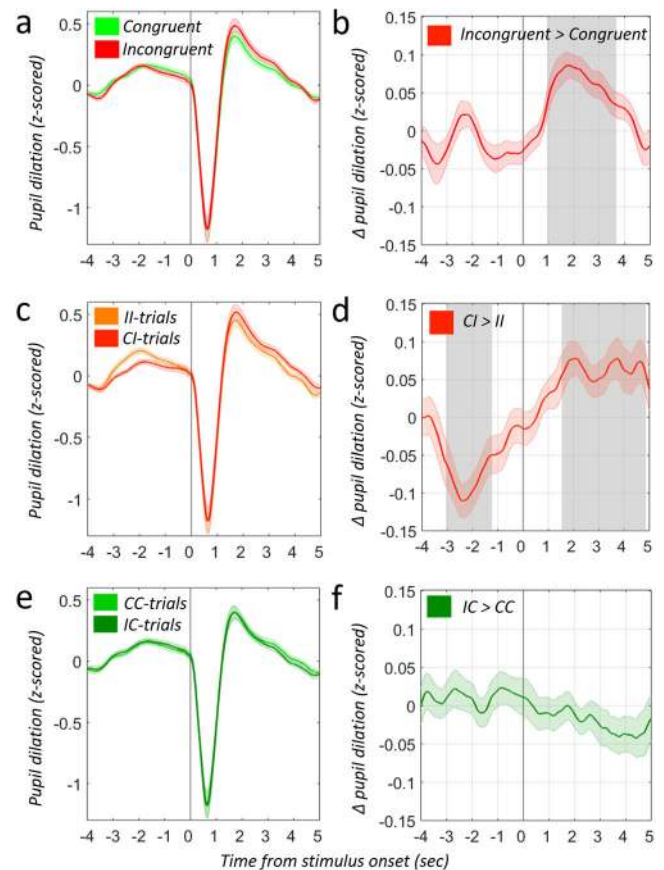 a
Congruent
Incongruent
Pupil dilation (z-scored)
0.5
0
-0.5
-1
-4 -3 -2 -1 0 1 2 3 4 5
b
Incongruent > Congruent
Δ pupil dilation (z-scored)
0.15
0.1
0.05
0
-0.05
-0.1
-0.15
-4 -3 -2 -1 0 1 2 3 4 5
c
II-trials
CI-trials
Pupil dilation (z-scored)
0.5
0
-0.5
-1
-4 -3 -2 -1 0 1 2 3 4 5
d
CI > II
Δ pupil dilation (z-scored)
0.15
0.1
0.05
0
-0.05
-0.1
-0.15
-4 -3 -2 -1 0 1 2 3 4 5
e
CC-trials
IC-trials
Pupil dilation (z-scored)
0.5
0
-0.5
-1
-4 -3 -2 -1 0 1 2 3 4 5
f
IC > CC
Δ pupil dilation (z-scored)
0.15
0.1
0.05
0
-0.05
-0.1
-0.15
-4 -3 -2 -1 0 1 2 3 4 5
Time from stimulus onset (sec)